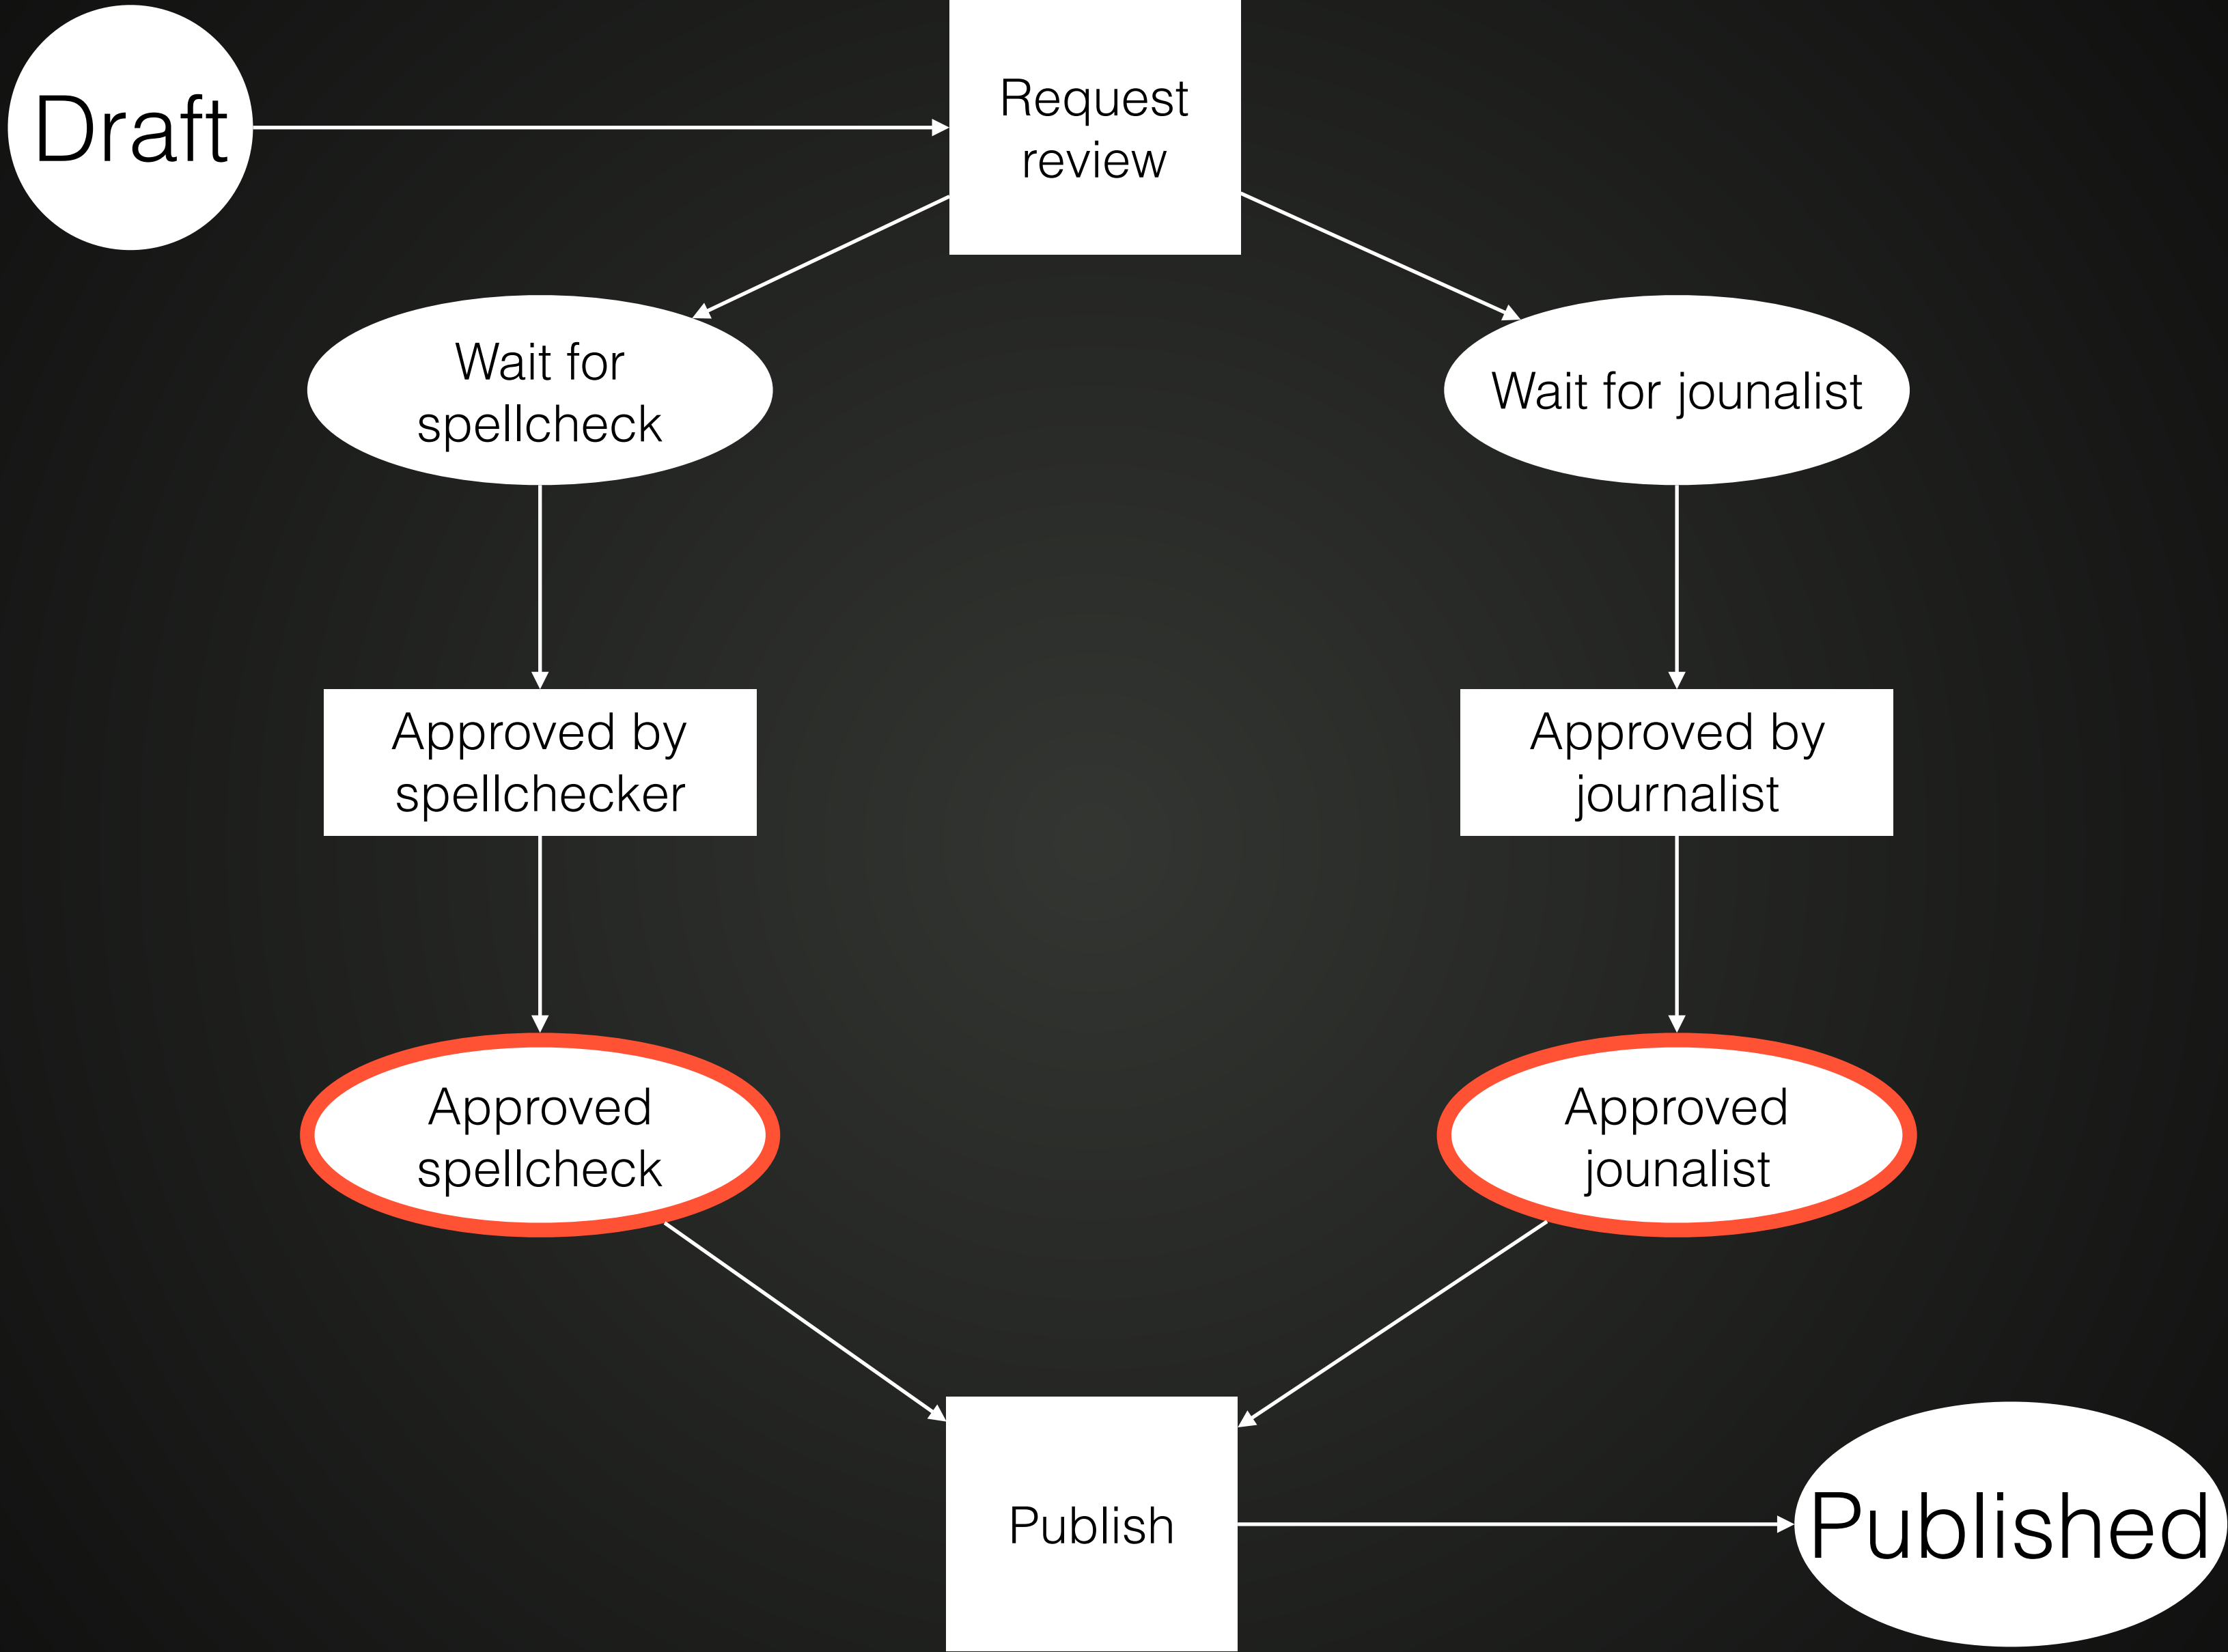 Draft
Request
review
Wait for
spellcheck
Wait for jounalist
Approved by
spellchecker
Approved by
journalist
Approved
spellcheck
Approved
jounalist
Publish
Published